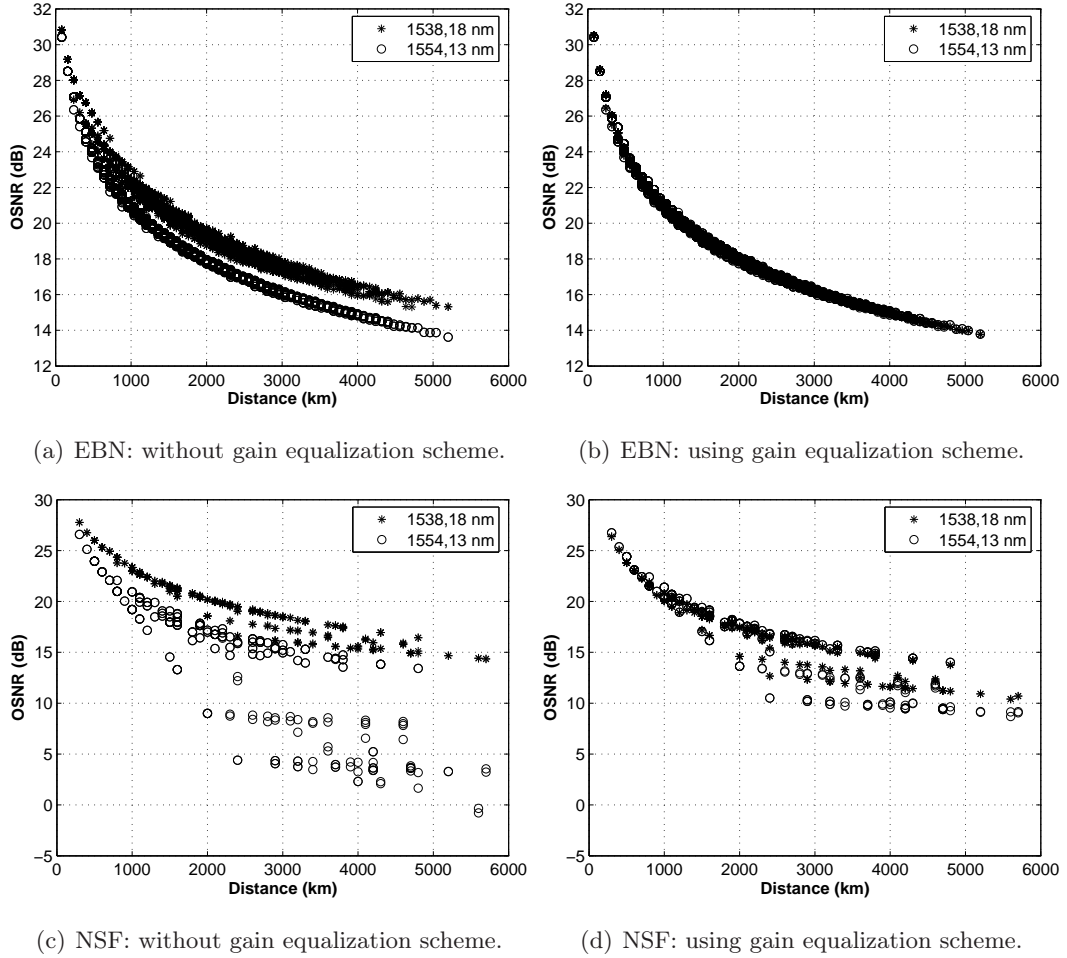 32
30
28
26
24
22
20
18
16
14
12
OSNR (dB)
0 1000 2000 3000 4000 5000 6000
Distance (km)
1538,18 nm
1554,13 nm
(a) EBN: without gain equalization scheme.
32
30
28
26
24
22
20
18
16
14
12
OSNR (dB)
0 1000 2000 3000 4000 5000 6000
Distance (km)
1538,18 nm
1554,13 nm
(b) EBN: using gain equalization scheme.
30
25
20
15
10
5
0
−5
OSNR (dB)
0 1000 2000 3000 4000 5000 6000
Distance (km)
1538,18 nm
1554,13 nm
(c) NSF: without gain equalization scheme.
30
25
20
15
10
5
0
−5
OSNR (dB)
0 1000 2000 3000 4000 5000 6000
Distance (km)
1538,18 nm
1554,13 nm
(d) NSF: using gain equalization scheme.